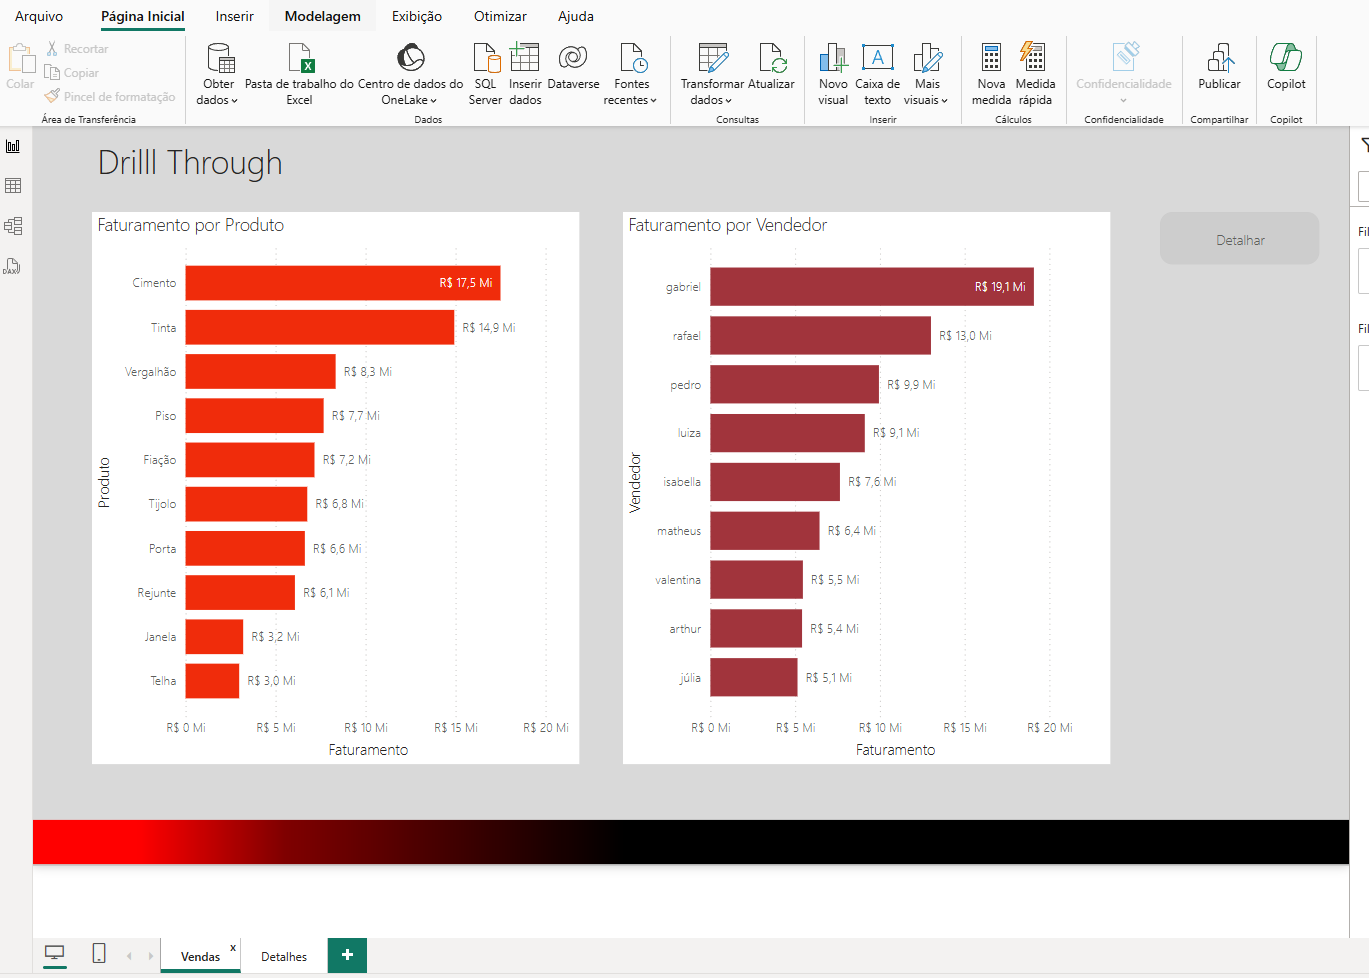 Arquivo Página Inicial Inserir Modelagem Exibição Otimizar Ajuda
Colar
Recortar
Copiar
Pincel de formatação
Área de Transferência
Obter dados
Pasta de trabalho do Excel
Centro de dados do OneLake
SQL Server
Inserir dados
Dataverse
Fontes recentes
Dados
Transformar dados
Atualizar
Consultas
Novo visual
Caixa de texto
Mais visuais
Inserir
Nova medida
Medida rápida
Cálculos
Confidencialidade
Confidencialidade
Publicar
Compartilhar
Copilot
Copilot
DAX
Drilll Through
Faturamento por Produto
Produto
Cimento R$ 17,5 Mi
Tinta R$ 14,9 Mi
Vergalhão R$ 8,3 Mi
Piso R$ 7,7 Mi
Fiação R$ 7,2 Mi
Tijolo R$ 6,8 Mi
Porta R$ 6,6 Mi
Rejunte R$ 6,1 Mi
Janela R$ 3,2 Mi
Telha R$ 3,0 Mi
R$ 0 Mi R$ 5 Mi R$ 10 Mi R$ 15 Mi R$ 20 Mi
Faturamento
Faturamento por Vendedor
Vendedor
gabriel R$ 19,1 Mi
rafael R$ 13,0 Mi
pedro R$ 9,9 Mi
luiza R$ 9,1 Mi
isabella R$ 7,6 Mi
matheus R$ 6,4 Mi
valentina R$ 5,5 Mi
arthur R$ 5,4 Mi
júlia R$ 5,1 Mi
R$ 0 Mi R$ 5 Mi R$ 10 Mi R$ 15 Mi R$ 20 Mi
Faturamento
Detalhar
Fil
Fil
Vendas x
Detalhes
+